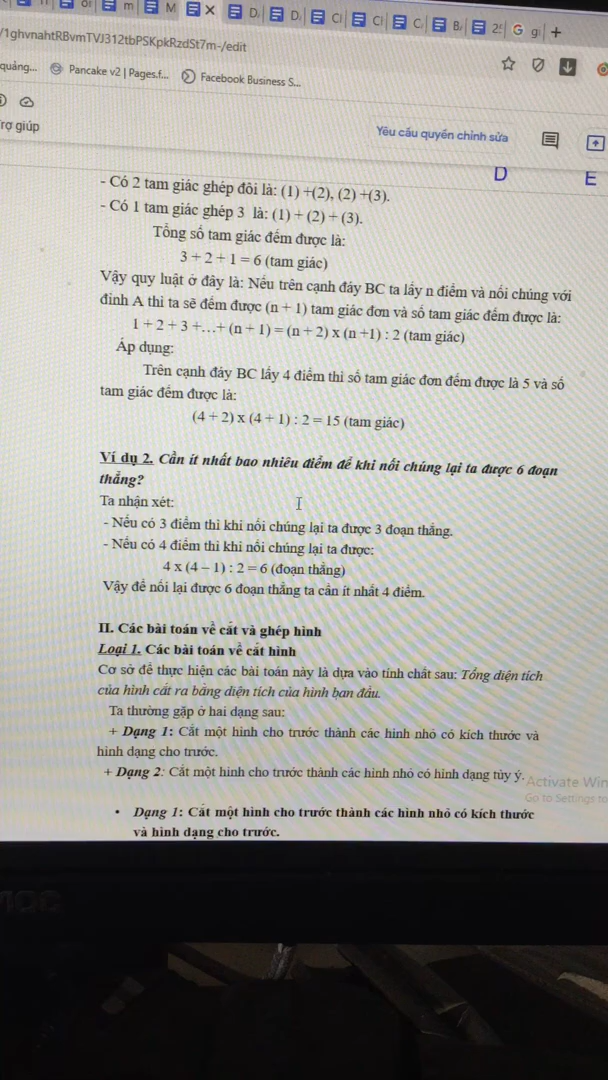 M
D
D
Cl
Cl
C
B
25
G
+
/1ghvnahtRBvmTVJ312tbPSKpkRzdSt7m-/edit
quảng...
Pancake v2 | Pages.f...
Facebook Business S...
rợ giúp
Yêu cầu quyền chỉnh sửa
D
E
- Có 2 tam giác ghép đôi là: (1) +(2), (2) +(3).
- Có 1 tam giác ghép 3 là: (1) + (2) + (3).
Tổng số tam giác đếm được là:
3 + 2 + 1 = 6 (tam giác)
Vậy quy luật ở đây là: Nếu trên cạnh đáy BC ta lấy n điểm và nối chúng với
đỉnh A thì ta sẽ đếm được (n + 1) tam giác đơn và số tam giác đếm được là:
1 + 2 + 3 +...+ (n + 1) = (n + 2) x (n +1) : 2 (tam giác)
Áp dụng:
Trên cạnh đáy BC lấy 4 điểm thì số tam giác đơn đếm được là 5 và số
tam giác đếm được là:
(4 + 2) x (4 + 1) : 2 = 15 (tam giác)
Ví dụ 2. Cần ít nhất bao nhiêu điểm để khi nối chúng lại ta được 6 đoạn
thẳng?
Ta nhận xét:
- Nếu có 3 điểm thì khi nối chúng lại ta được 3 đoạn thẳng.
- Nếu có 4 điểm thì khi nối chúng lại ta được:
4 x (4 – 1) : 2 = 6 (đoạn thẳng)
Vậy để nối lại được 6 đoạn thẳng ta cần ít nhất 4 điểm.
II. Các bài toán về cắt và ghép hình
Loại 1. Các bài toán về cắt hình
Cơ sở để thực hiện các bài toán này là dựa vào tính chất sau: Tổng diện tích
của hình cắt ra bằng diện tích của hình ban đầu.
Ta thường gặp ở hai dạng sau:
+ Dạng 1: Cắt một hình cho trước thành các hình nhỏ có kích thước và
hình dạng cho trước.
+ Dạng 2: Cắt một hình cho trước thành các hình nhỏ có hình dạng tùy ý.
Activate Win
Go to Settings to
• Dạng 1: Cắt một hình cho trước thành các hình nhỏ có kích thước
và hình dạng cho trước.
AOC